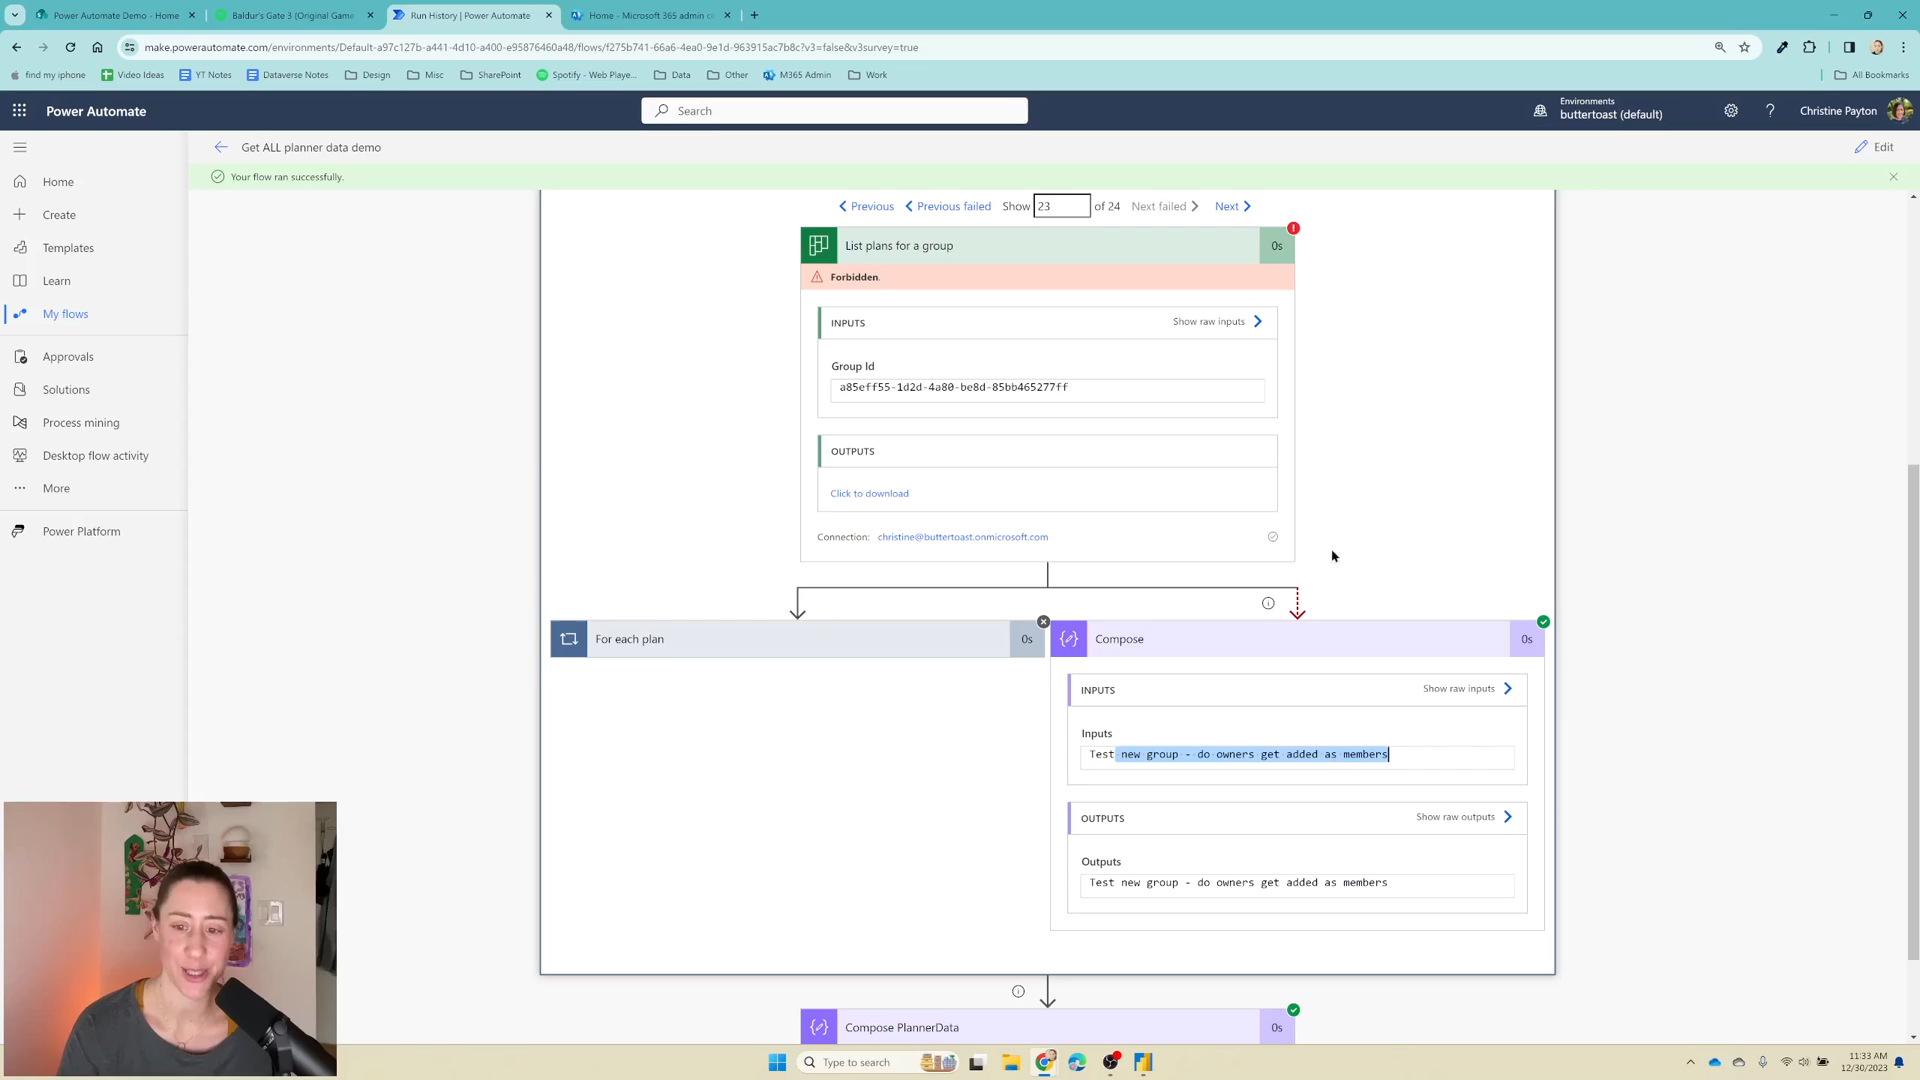 Power Automate Demo - Home
Baldur's Gate 3 (Original Game
Run History | Power Automate
Home - Microsoft 365 admin c
make.powerautomate.com/environments/Default-a97c127b-a441-4d10-a400-e95876460a48/flows/f275b741-66a6-4ea0-9e1d-963915ac7b8c?v3=false&v3survey=true
find my iphone
Video Ideas
YT Notes
Dataverse Notes
Design
Misc
SharePoint
Spotify - Web Playe...
Data
Other
M365 Admin
Work
All Bookmarks
Power Automate
Search
Environments
buttertoast (default)
Christine Payton
Get ALL planner data demo
Edit
Your flow ran successfully.
Home
Create
Templates
Learn
My flows
Approvals
Solutions
Process mining
Desktop flow activity
More
Power Platform
Previous
Previous failed
Show
23
of 24
Next failed
Next
List plans for a group
0s
Forbidden.
INPUTS
Show raw inputs
Group Id
a85eff55-1d2d-4a80-be8d-85bb465277ff
OUTPUTS
Click to download
Connection: christine@buttertoast.onmicrosoft.com
For each plan
0s
Compose
0s
INPUTS
Show raw inputs
Inputs
Test new group - do owners get added as members
OUTPUTS
Show raw outputs
Outputs
Test new group - do owners get added as members
Compose PlannerData
0s
Type to search
11:33 AM
12/30/2023